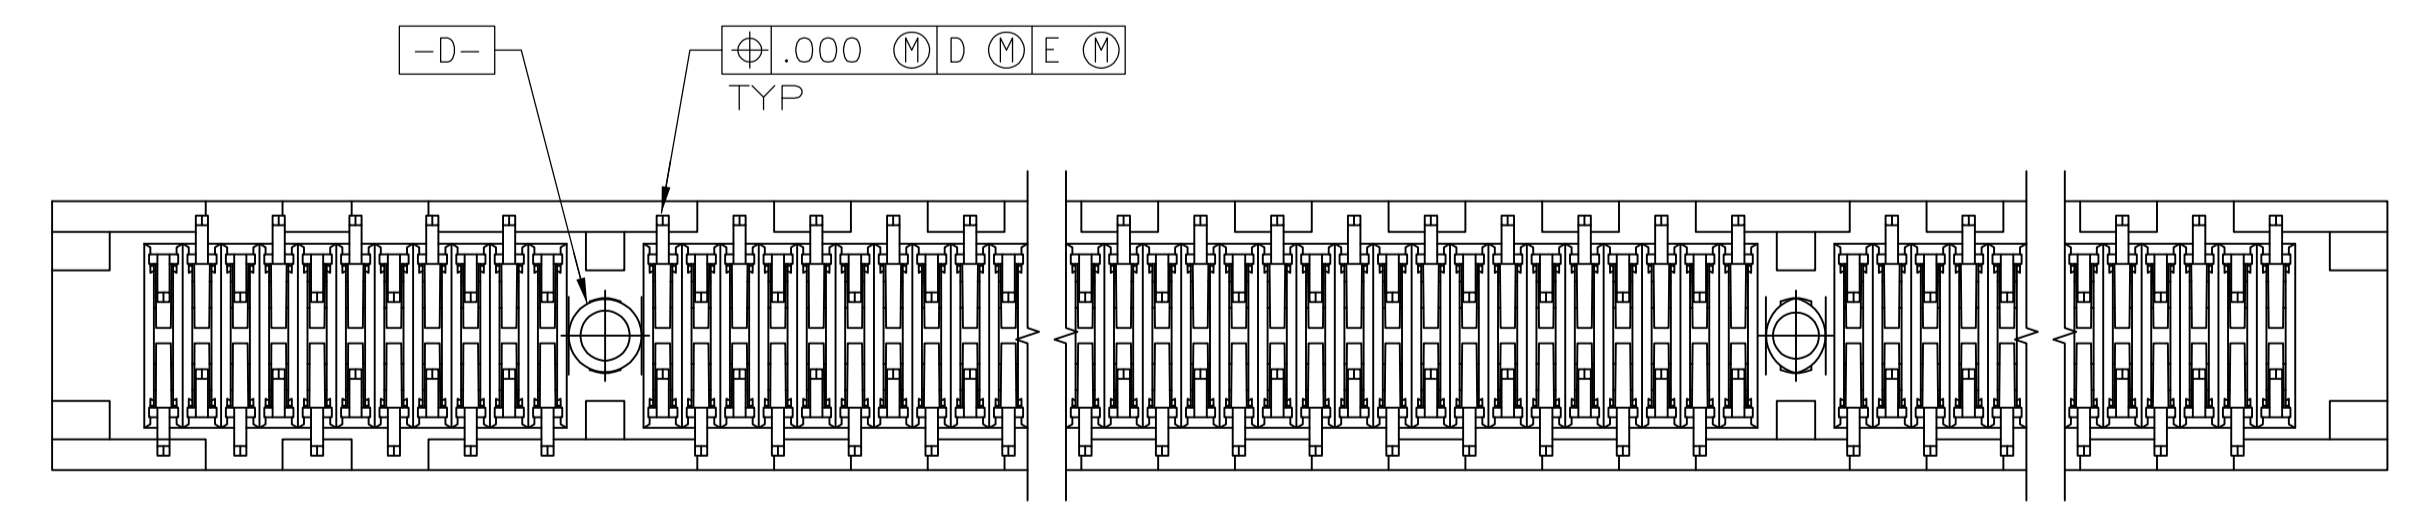 -D-
⌖ .000 Ⓜ D Ⓜ E Ⓜ
TYP